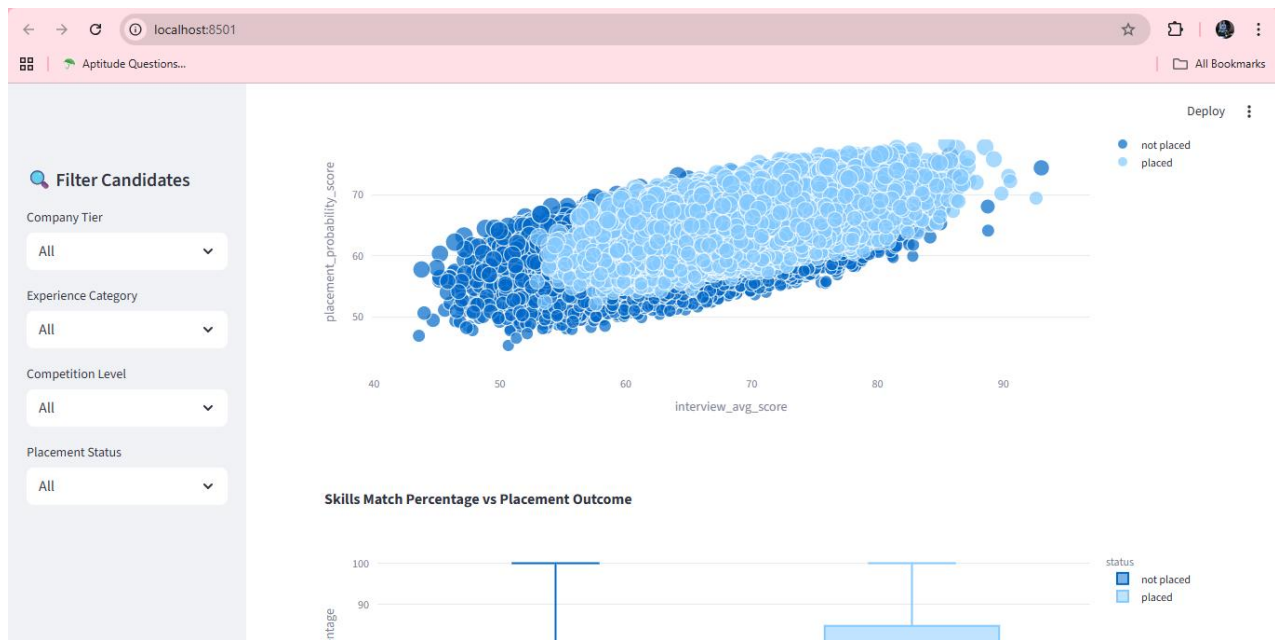 localhost:8501
Aptitude Questions...
All Bookmarks
Deploy
Filter Candidates
Company Tier
All
Experience Category
All
Competition Level
All
Placement Status
All
placement_probability_score
70
60
50
40
50
60
70
80
90
interview_avg_score
not placed
placed
Skills Match Percentage vs Placement Outcome
100
90
ntage
status
not placed
placed